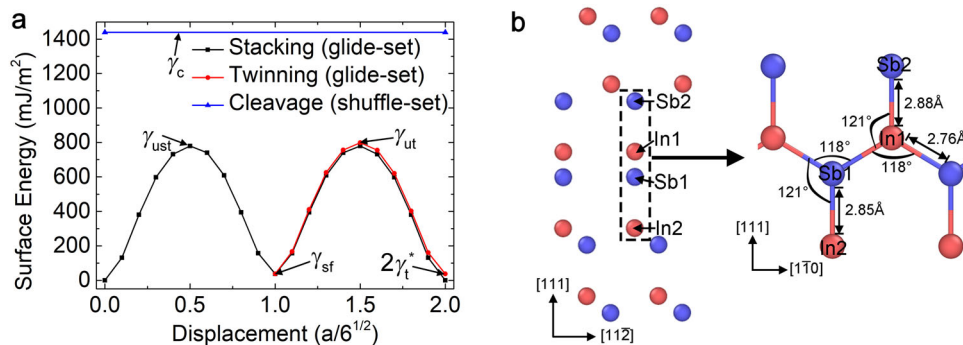 a
1400
1200
1000
800
600
400
200
0
Surface Energy (mJ/m²)
0.0 0.5 1.0 1.5 2.0
Displacement (a/6^{1/2})
Stacking (glide-set)
Twinning (glide-set)
Cleavage (shuffle-set)
γc
γust
γut
γsf
2γt*
b
Sb2
In1
Sb1
In2
[111]
[112̅]
Sb2
2.88Å
121°
In1
2.76Å
118°
118°
Sb1
121°
2.85Å
In2
[111]
[11̅0]